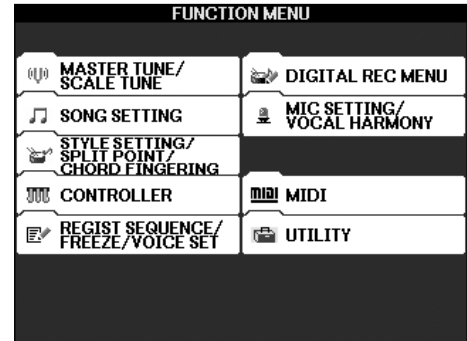 FUNCTION MENU
MASTER TUNE/
SCALE TUNE
SONG SETTING
STYLE SETTING/
SPLIT POINT/
CHORD FINGERING
CONTROLLER
REGIST SEQUENCE/
FREEZE/VOICE SET
DIGITAL REC MENU
MIC SETTING/
VOCAL HARMONY
MIDI MIDI
UTILITY